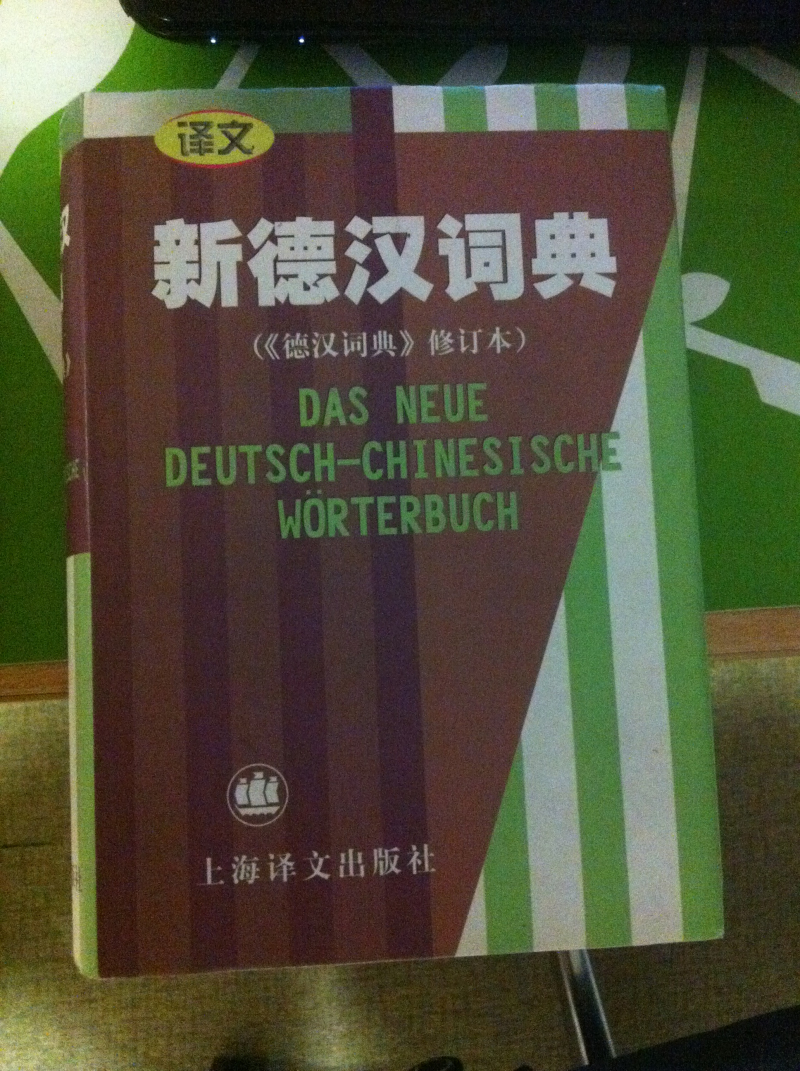 译文
新德汉词典
(《德汉词典》修订本)
DAS NEUE
DEUTSCH-CHINESISCHE
WÖRTERBUCH
上海译文出版社